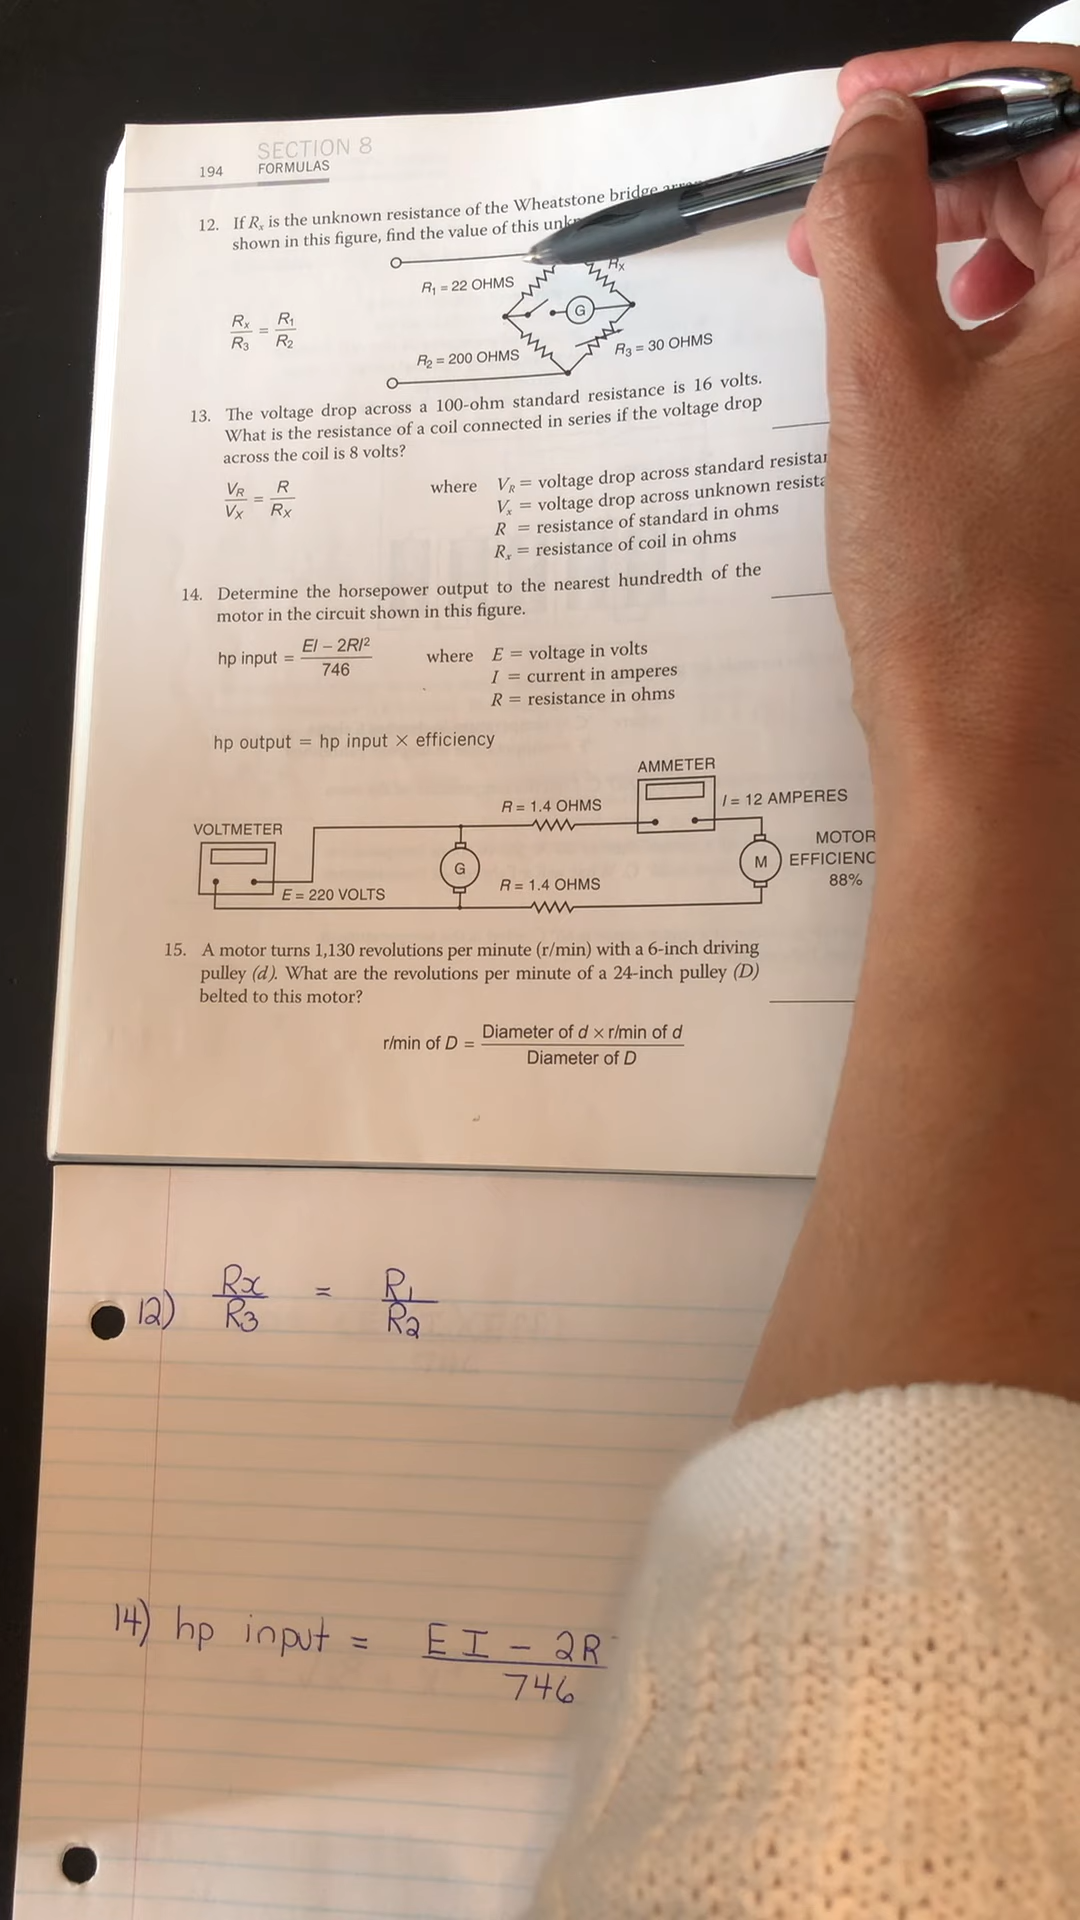 SECTION 8
194 FORMULAS
12. If Rₓ is the unknown resistance of the Wheatstone bridge
shown in this figure, find the value of this
R₁ = 22 OHMS
Rₓ
Rₓ/R₃ = R₁/R₂
G
R₂ = 200 OHMS
R₃ = 30 OHMS
13. The voltage drop across a 100-ohm standard resistance is 16 volts.
What is the resistance of a coil connected in series if the voltage drop
across the coil is 8 volts?
V_R/V_X = R/R_X
where V_R = voltage drop across standard
Vₓ = voltage drop across unknown
R = resistance of standard in ohms
Rₓ = resistance of coil in ohms
14. Determine the horsepower output to the nearest hundredth of the
motor in the circuit shown in this figure.
hp input = EI – 2RI²/746
where E = voltage in volts
I = current in amperes
R = resistance in ohms
hp output = hp input × efficiency
AMMETER
R = 1.4 OHMS
I = 12 AMPERES
VOLTMETER
MOTOR
G
M
EFFICIENC
R = 1.4 OHMS
88%
E = 220 VOLTS
15. A motor turns 1,130 revolutions per minute (r/min) with a 6-inch driving
pulley (d). What are the revolutions per minute of a 24-inch pulley (D)
belted to this motor?
r/min of D = Diameter of d × r/min of d/Diameter of D
12) Rx/R3 = R1/R2
14) hp input = EI – 2R/746